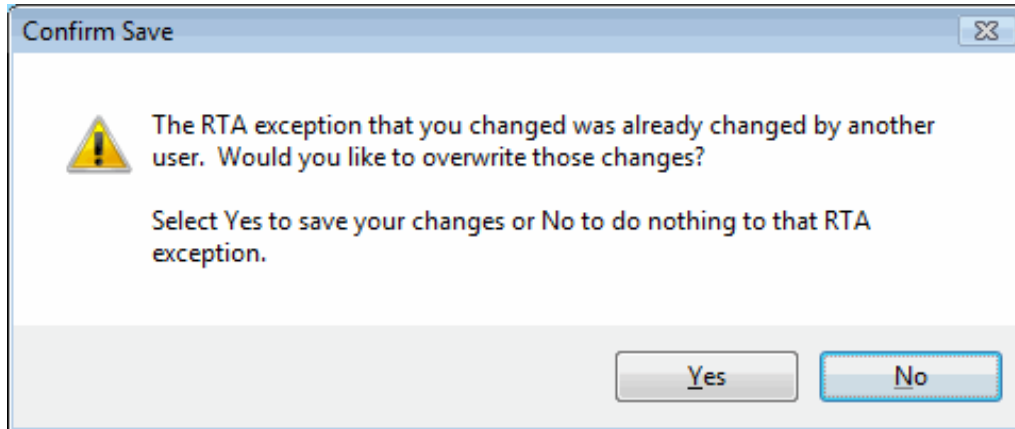 Confirm Save
The RTA exception that you changed was already changed by another
user.  Would you like to overwrite those changes?
Select Yes to save your changes or No to do nothing to that RTA
exception.
Yes
No